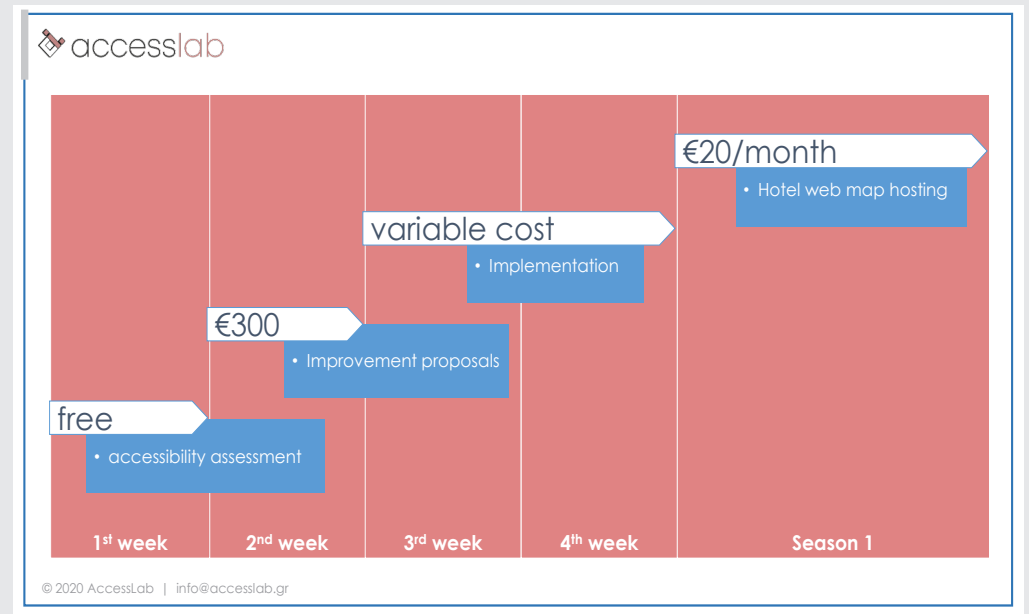 accesslab
€20/month
• Hotel web map hosting
variable cost
• Implementation
€300
• Improvement proposals
free
• accessibility assessment
1st week
2nd week
3rd week
4th week
Season 1
© 2020 AccessLab | info@accesslab.gr